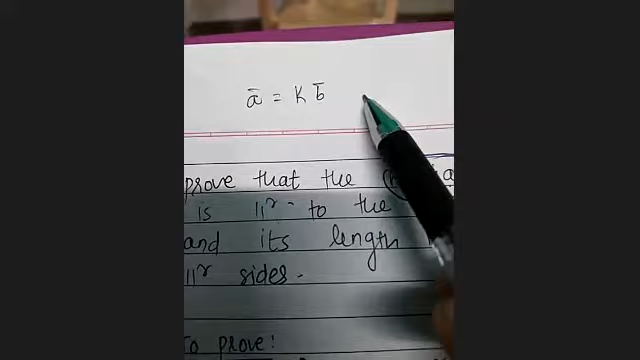 ā = K b̄
prove that the
is ||r to the
and its length
||r sides.
To prove: